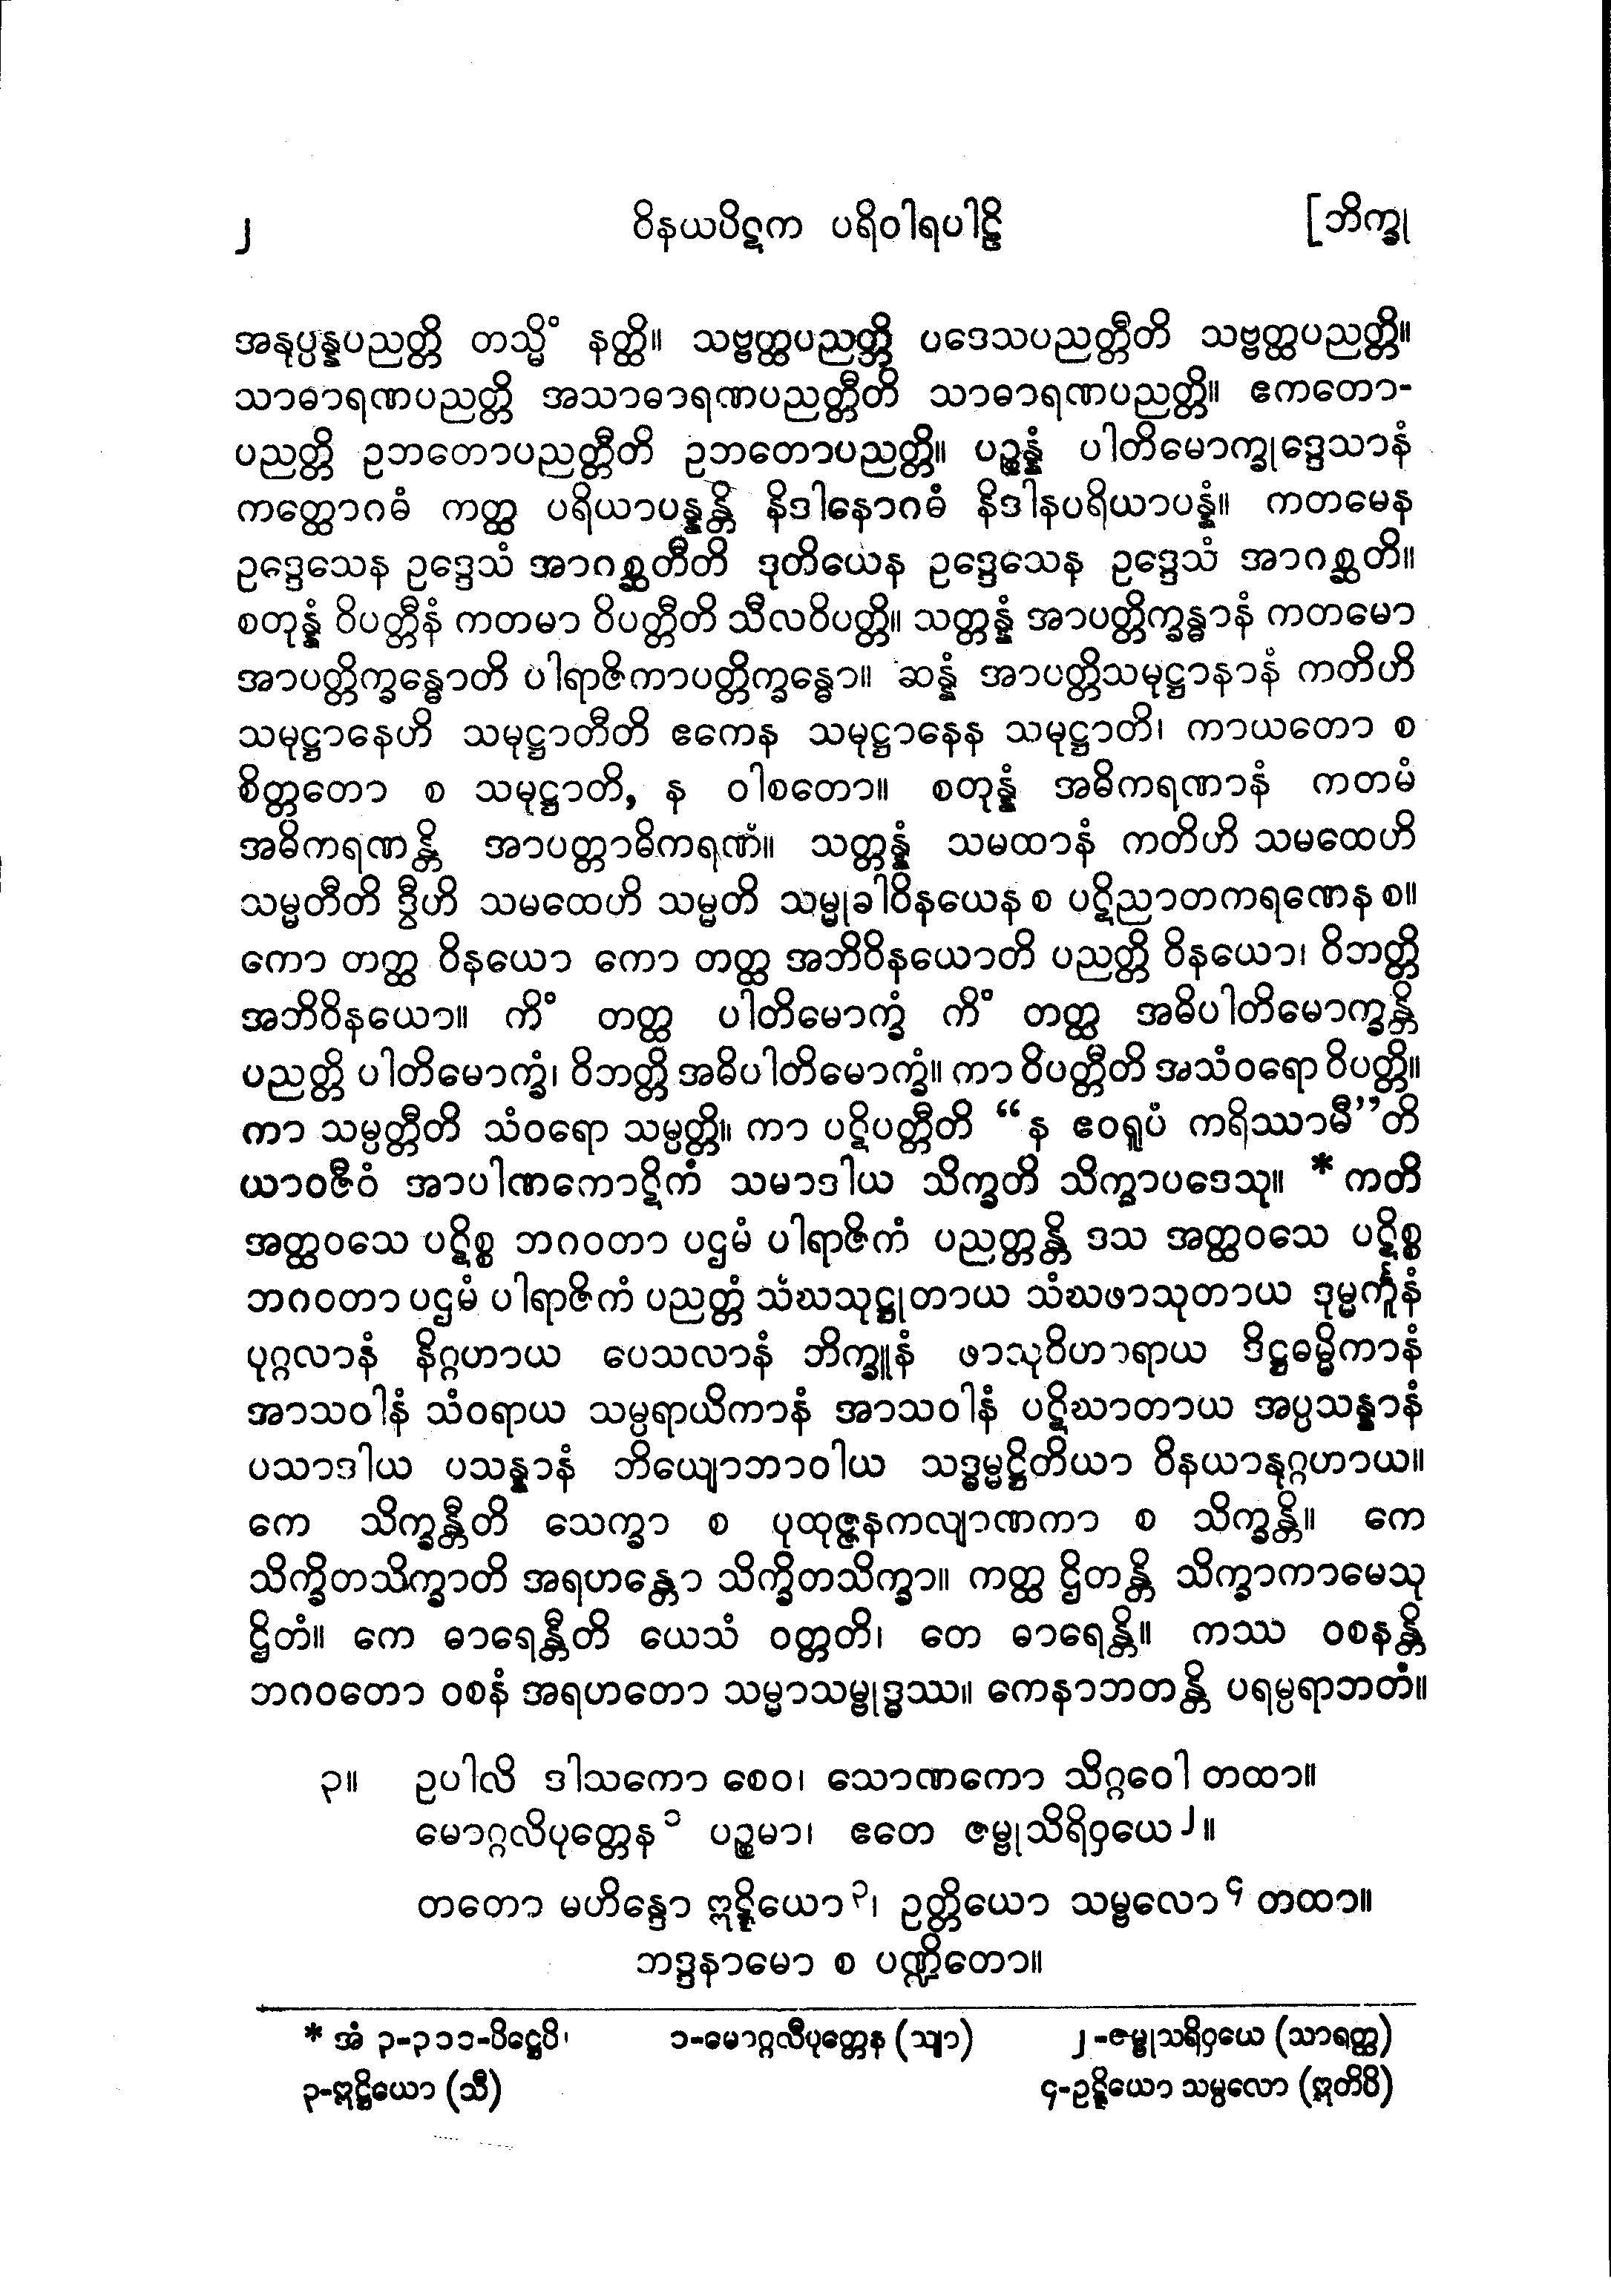 ၂ ဝိနယပိဋက ပရိဝါရပါဠိ [ဘိက္ခု
အနုပ္ပန္နပညတ္တိ တသ္မိံ နတ္ထိ။ သဗ္ဗတ္ထပညတ္တိ ပဒေသပညတ္တီတိ သဗ္ဗတ္ထပညတ္တိ။
သာဓာရဏပညတ္တိ အသာဓာရဏပညတ္တီတိ သာဓာရဏပညတ္တိ။ ဧကတော-
ပညတ္တိ ဥဘတောပညတ္တီတိ ဥဘတောပညတ္တိ။ ပဉ္စန္နံ ပါတိမောက္ခုဒ္ဒေသာနံ
ကတ္ထောဂဓံ ကတ္ထ ပရိယာပန္နန္တိ နိဒါနောဂဓံ နိဒါနပရိယာပန္နံ။ ကတမေန
ဥဒ္ဒေသေန ဥဒ္ဒေသံ အာဂစ္ဆတီတိ ဒုတိယေန ဥဒ္ဒေသေန ဥဒ္ဒေသံ အာဂစ္ဆတိ။
စတုန္နံ ဝိပတ္တီနံ ကတမာ ဝိပတ္တီတိ သီလဝိပတ္တိ။ သတ္တန္နံ အာပတ္တိက္ခန္ဓာနံ ကတမော
အာပတ္တိက္ခန္ဓောတိ ပါရာဇိကာပတ္တိက္ခန္ဓော။ ဆန္နံ အာပတ္တိသမုဋ္ဌာနာနံ ကတိဟိ
သမုဋ္ဌာနေဟိ သမုဋ္ဌာတီတိ ဧကေန သမုဋ္ဌာနေန သမုဋ္ဌာတိ၊ ကာယတော စ
စိတ္တတော စ သမုဋ္ဌာတိ, န ဝါစတော။ စတုန္နံ အဓိကရဏာနံ ကတမံ
အဓိကရဏန္တိ အာပတ္တာဓိကရဏံ။ သတ္တန္နံ သမထာနံ ကတိဟိ သမထေဟိ
သမ္မတီတိ ဒွီဟိ သမထေဟိ သမ္မတိ သမ္မုခါဝိနယေန စ ပဋိညာတကရဏေန စ။
ကော တတ္ထ ဝိနယော ကော တတ္ထ အဘိဝိနယောတိ ပညတ္တိ ဝိနယော၊ ဝိဘတ္တိ
အဘိဝိနယော။ ကိံ တတ္ထ ပါတိမောက္ခံ ကိံ တတ္ထ အဓိပါတိမောက္ခန္တိ
ပညတ္တိ ပါတိမောက္ခံ၊ ဝိဘတ္တိ အဓိပါတိမောက္ခံ။ ကာ ဝိပတ္တီတိ အသံဝရော ဝိပတ္တိ။
ကာ သမ္ပတ္တီတိ သံဝရော သမ္ပတ္တိ။ ကာ ပဋိပတ္တီတိ “န ဧဝရူပံ ကရိဿာမီ”တိ
ယာဝဇီဝံ အာပါဏကောဋိကံ သမာဒါယ သိက္ခတိ သိက္ခာပဒေသု။ * ကတိ
အတ္ထဝသေ ပဋိစ္စ ဘဂဝတာ ပဌမံ ပါရာဇိကံ ပညတ္တန္တိ ဒသ အတ္ထဝသေ ပဋိစ္စ
ဘဂဝတာ ပဌမံ ပါရာဇိကံ ပညတ္တံ သံဃသုဋ္ဌုတာယ သံဃဖာသုတာယ ဒုမ္မင်္ကူနံ
ပုဂ္ဂလာနံ နိဂ္ဂဟာယ ပေသလာနံ ဘိက္ခူနံ ဖာသုဝိဟာရာယ ဒိဋ္ဌဓမ္မိကာနံ
အာသဝါနံ သံဝရာယ သမ္ပရာယိကာနံ အာသဝါနံ ပဋိဃာတာယ အပ္ပသန္နာနံ
ပသာဒါယ ပသန္နာနံ ဘိယျောဘာဝါယ သဒ္ဓမ္မဋ္ဌိတိယာ ဝိနယာနုဂ္ဂဟာယ။
ကေ သိက္ခန္တီတိ သေက္ခာ စ ပုထုဇ္ဇနကလျာဏကာ စ သိက္ခန္တိ။ ကေ
သိက္ခိတသိက္ခာတိ အရဟန္တော သိက္ခိတသိက္ခာ။ ကတ္ထ ဌိတန္တိ သိက္ခာကာမေသု
ဌိတံ။ ကေ ဓာရေန္တီတိ ယေသံ ဝတ္တတိ၊ တေ ဓာရေန္တိ။ ကဿ ဝစနန္တိ
ဘဂဝတော ဝစနံ အရဟတော သမ္မာသမ္ဗုဒ္ဓဿ။ ကေနာဘတန္တိ ပရမ္ပရာဘတံ။
၃။ ဥပါလိ ဒါသကော စေဝ၊ သောဏကော သိဂ္ဂဝေါ တထာ။
မောဂ္ဂလိပုတ္တေန ၁ ပဉ္စမာ၊ ဧတေ ဇမ္ဗုသိရိဝှယေ ၂။
တတော မဟိန္ဒော ဣဋ္ဋိယော ၃၊ ဥတ္တိယော သမ္ဗလော ၄ တထာ။
ဘဒ္ဒနာမော စ ပဏ္ဍိတော။
* အံ ၃-၃၁၁-ပိဋ္ဌေပိ၊ ၁-မောဂ္ဂလီပုတ္တေန (သျာ) ၂-ဇမ္ဗုသရိဝှယေ (သာရတ္ထ)
၃-ဣဋ္ဌိယော (သီ) ၄-ဥဋ္ဋိယော သမ္ပလော (ဣတိပိ)